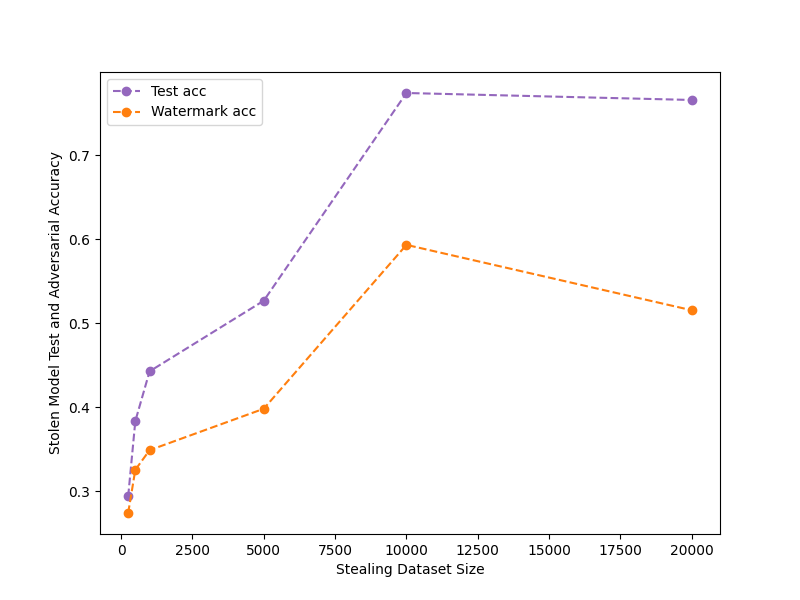 Test acc
Watermark acc
Stolen Model Test and Adversarial Accuracy
0.7
0.6
0.5
0.4
0.3
0 2500 5000 7500 10000 12500 15000 17500 20000
Stealing Dataset Size